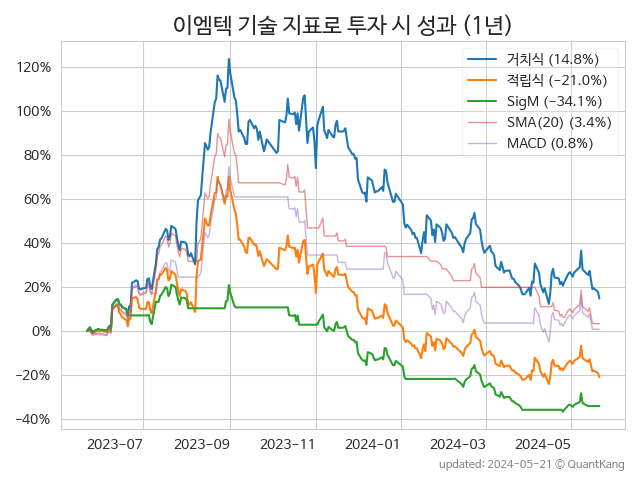 이엠텍 기술 지표로 투자 시 성과 (1년)
거치식 (14.8%)
적립식 (−21.0%)
SigM (−34.1%)
SMA(20) (3.4%)
MACD (0.8%)
120%
100%
80%
60%
40%
20%
0%
−20%
−40%
2023-07 2023-09 2023-11 2024-01 2024-03 2024-05
updated: 2024-05-21 © QuantKang